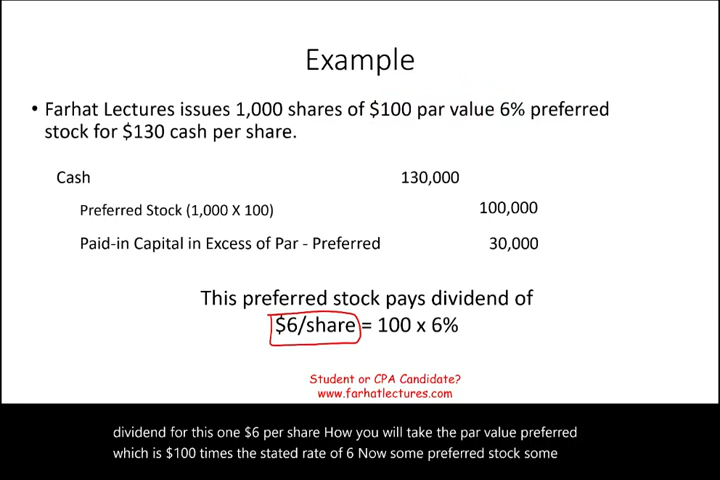 Example
• Farhat Lectures issues 1,000 shares of $100 par value 6% preferred
stock for $130 cash per share.
Cash 130,000
Preferred Stock (1,000 X 100) 100,000
Paid-in Capital in Excess of Par - Preferred 30,000
This preferred stock pays dividend of
$6/share = 100 x 6%
Student or CPA Candidate?
www.farhatlectures.com
dividend for this one $6 per share How you will take the par value preferred
which is $100 times the stated rate of 6 Now some preferred stock some